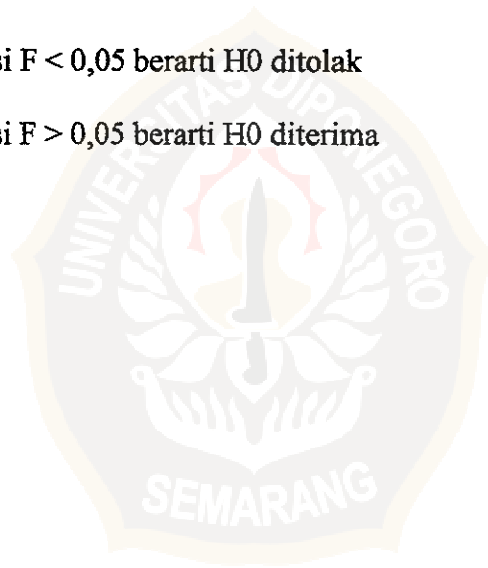 si F < 0,05 berarti H0 ditolak
si F > 0,05 berarti H0 diterima
UNIVERSITAS DIPONEGORO
SEMARANG